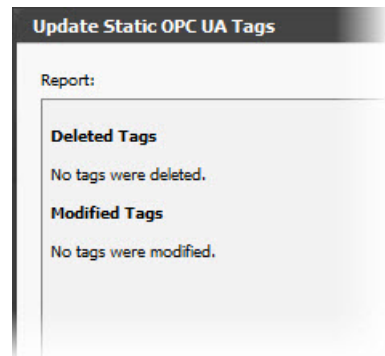 Update Static OPC UA Tags
Report:
Deleted Tags
No tags were deleted.
Modified Tags
No tags were modified.